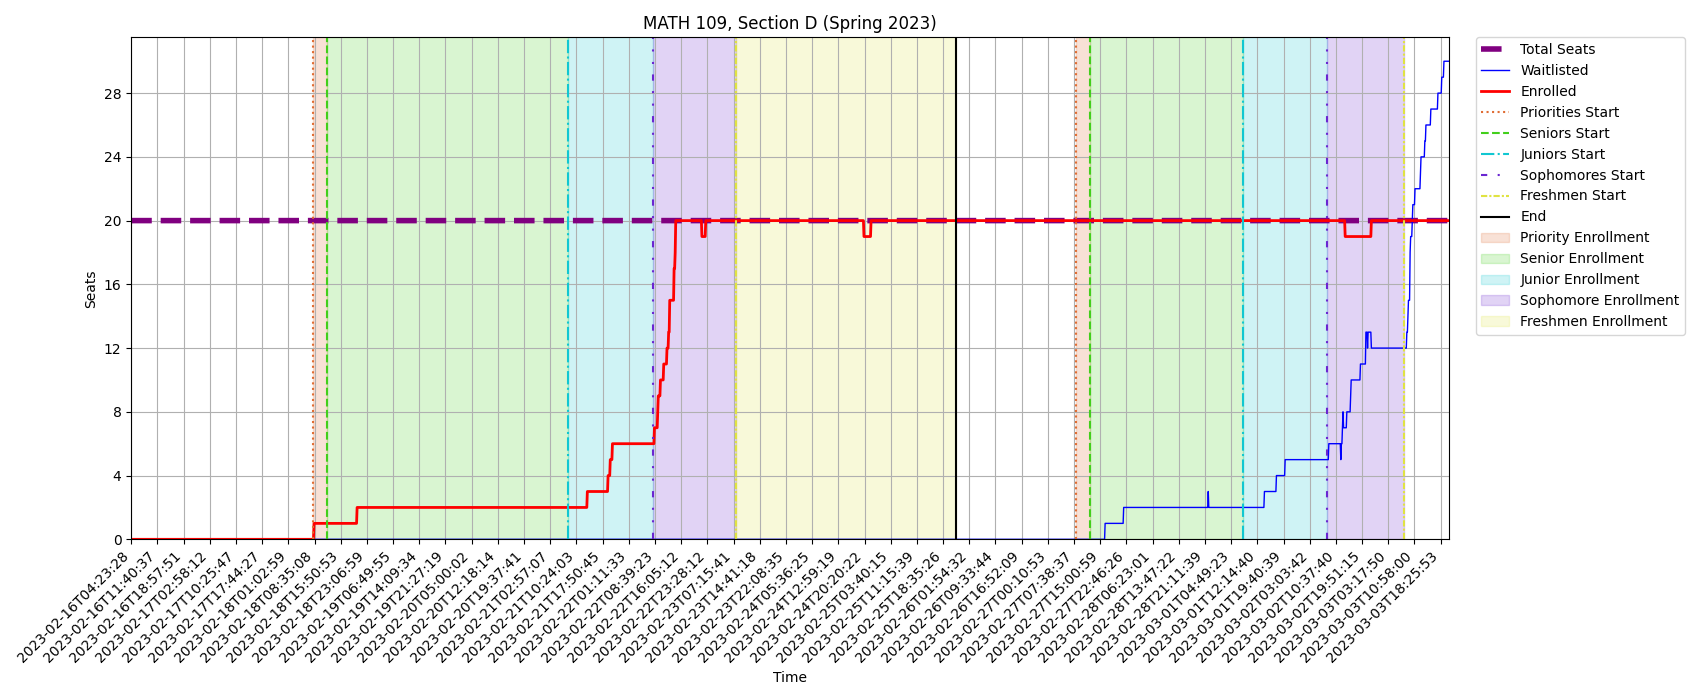 MATH 109, Section D (Spring 2023)
Total Seats
Waitlisted
Enrolled
Priorities Start
Seniors Start
Juniors Start
Sophomores Start
Freshmen Start
End
Priority Enrollment
Senior Enrollment
Junior Enrollment
Sophomore Enrollment
Freshmen Enrollment
Seats
28
24
20
16
12
8
4
0
2023-02-16T04:23:28
2023-02-16T11:40:37
2023-02-16T18:57:51
2023-02-17T02:58:12
2023-02-17T10:25:47
2023-02-17T17:44:27
2023-02-18T01:02:59
2023-02-18T08:35:08
2023-02-18T15:50:53
2023-02-18T23:06:59
2023-02-19T06:49:55
2023-02-19T14:09:34
2023-02-19T21:27:19
2023-02-20T05:00:02
2023-02-20T12:18:14
2023-02-20T19:37:41
2023-02-21T02:57:07
2023-02-21T10:24:03
2023-02-21T17:50:45
2023-02-22T01:11:33
2023-02-22T08:39:23
2023-02-22T16:05:12
2023-02-22T23:28:12
2023-02-23T07:15:41
2023-02-23T14:41:18
2023-02-23T22:08:35
2023-02-24T05:36:25
2023-02-24T12:59:19
2023-02-24T20:20:22
2023-02-25T03:40:15
2023-02-25T11:15:39
2023-02-25T18:35:26
2023-02-26T01:54:32
2023-02-26T09:33:44
2023-02-26T16:52:09
2023-02-27T00:10:53
2023-02-27T07:38:37
2023-02-27T15:00:59
2023-02-27T22:46:26
2023-02-28T06:23:01
2023-02-28T13:47:22
2023-02-28T21:11:39
2023-03-01T04:49:23
2023-03-01T12:14:40
2023-03-01T19:40:39
2023-03-02T03:03:42
2023-03-02T10:37:40
2023-03-02T19:51:15
2023-03-03T03:17:50
2023-03-03T10:58:00
2023-03-03T18:25:53
Time